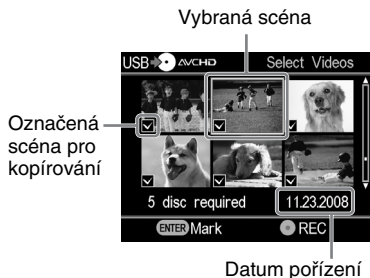 Vybraná scéna
USB AVCHD Select Videos
Označená
scéna pro
kopírování
5 disc required 11.23.2008
ENTER Mark REC
Datum pořízení